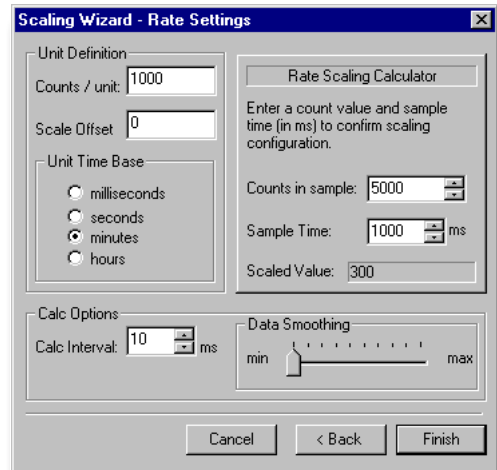 Scaling Wizard - Rate Settings
Unit Definition
Counts / unit: 1000
Scale Offset 0
Unit Time Base
milliseconds
seconds
minutes
hours
Rate Scaling Calculator
Enter a count value and sample
time (in ms) to confirm scaling
configuration.
Counts in sample: 5000
Sample Time: 1000 ms
Scaled Value: 300
Calc Options
Calc Interval: 10 ms
Data Smoothing
min max
Cancel < Back Finish